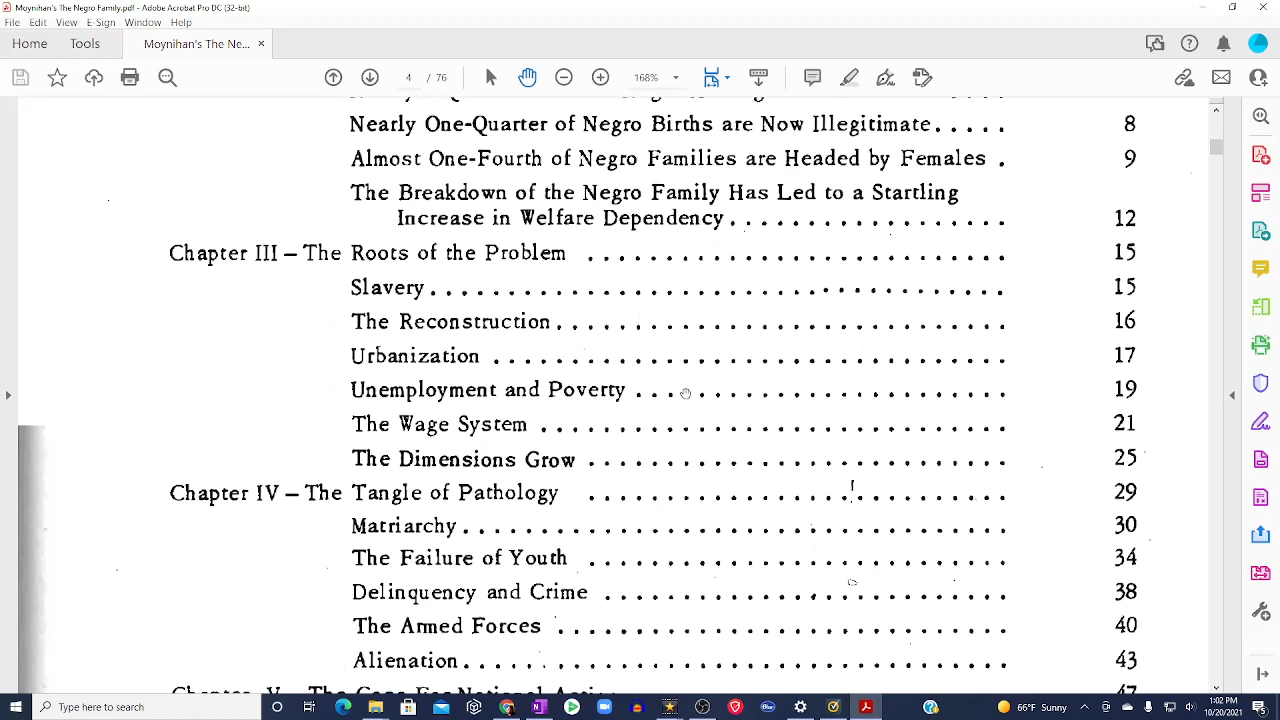 Moynihan's The Negro Family.pdf - Adobe Acrobat Pro DC (32-bit)
File Edit View E-Sign Window Help
Home Tools Moynihan's The Ne... ×
4 / 76 168%
Nearly One-Quarter of Negro Births are Now Illegitimate..... 8
Almost One-Fourth of Negro Families are Headed by Females . 9
The Breakdown of the Negro Family Has Led to a Startling
Increase in Welfare Dependency.................. 12
Chapter III – The Roots of the Problem ........................... 15
Slavery..................................... 15
The Reconstruction............................. 16
Urbanization ................................. 17
Unemployment and Poverty ........................ 19
The Wage System .............................. 21
The Dimensions Grow ........................... 25
Chapter IV – The Tangle of Pathology ........................... 29
Matriarchy................................... 30
The Failure of Youth ........................... 34
Delinquency and Crime .......................... 38
The Armed Forces ............................. 40
Alienation................................... 43
Type here to search
66°F Sunny
1:02 PM
10/20/2021